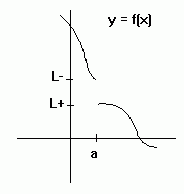 y = f(x)
L-
L+
a